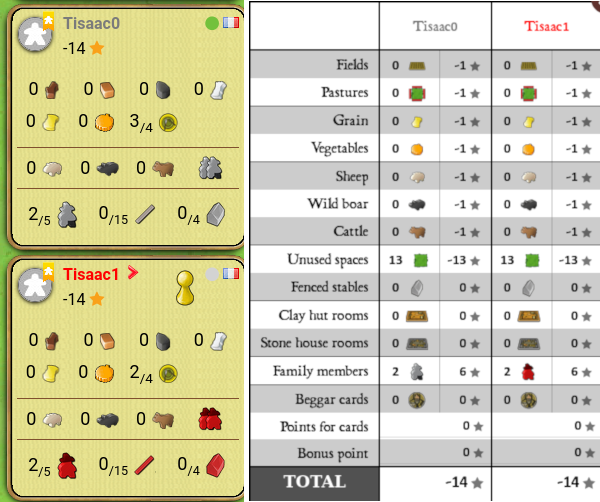 Tisaac0
-14
0 0 0 0
0 0 3/4
0 0 0
2/5 0/15 0/4
Tisaac1
-14
0 0 0 0
0 0 2/4
0 0 0
2/5 0/15 0/4
Tisaac0 Tisaac1
Fields 0 -1 0 -1
Pastures 0 -1 0 -1
Grain 0 -1 0 -1
Vegetables 0 -1 0 -1
Sheep 0 -1 0 -1
Wild boar 0 -1 0 -1
Cattle 0 -1 0 -1
Unused spaces 13 -13 13 -13
Fenced stables 0 0 0 0
Clay hut rooms 0 0 0 0
Stone house rooms 0 0 0 0
Family members 2 6 2 6
Beggar cards 0 0 0 0
Points for cards 0 0
Bonus point 0 0
TOTAL -14 -14